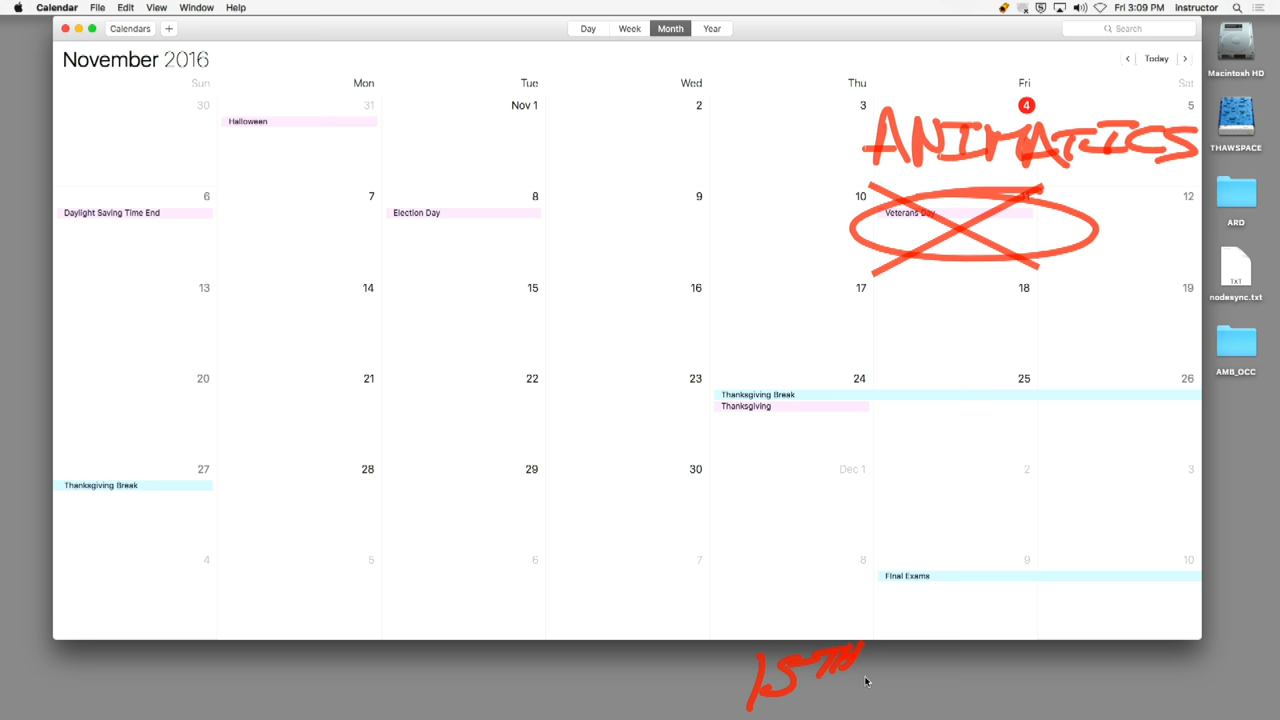 Calendar File Edit View Window Help Fri 3:09 PM instructor
Calendars + Day Week Month Year Search
November 2016 Today
Sun Mon Tue Wed Thu Fri Sat
30 31 Nov 1 2 3 4 5
Halloween
ANIMATICS
6 7 8 9 10 11 12
Daylight Saving Time End Election Day Veterans Day
13 14 15 16 17 18 19
20 21 22 23 24 25 26
Thanksgiving Break
Thanksgiving
27 28 29 30 Dec 1 2 3
Thanksgiving Break
4 5 6 7 8 9 10
Final Exams
15TH
Macintosh HD
THAWSPACE
ARD
TXT
nodesync.txt
AMB_OCC